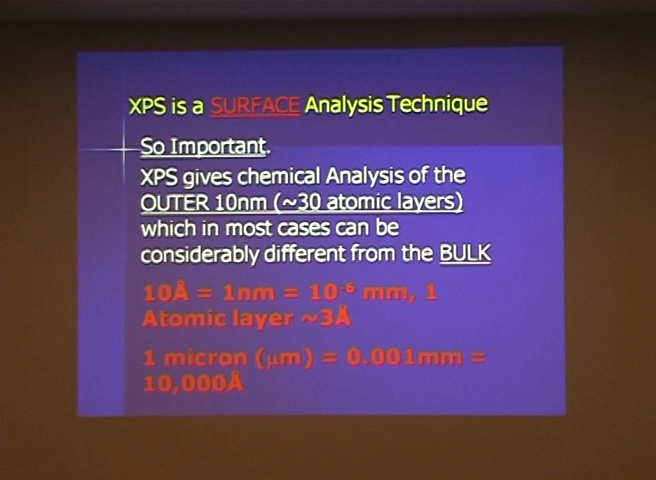 XPS is a SURFACE Analysis Technique
So Important.
XPS gives chemical Analysis of the
OUTER 10nm (~30 atomic layers)
which in most cases can be
considerably different from the BULK
10Å = 1nm = 10⁻⁶ mm, 1
Atomic layer ~3Å
1 micron (μm) = 0.001mm =
10,000Å